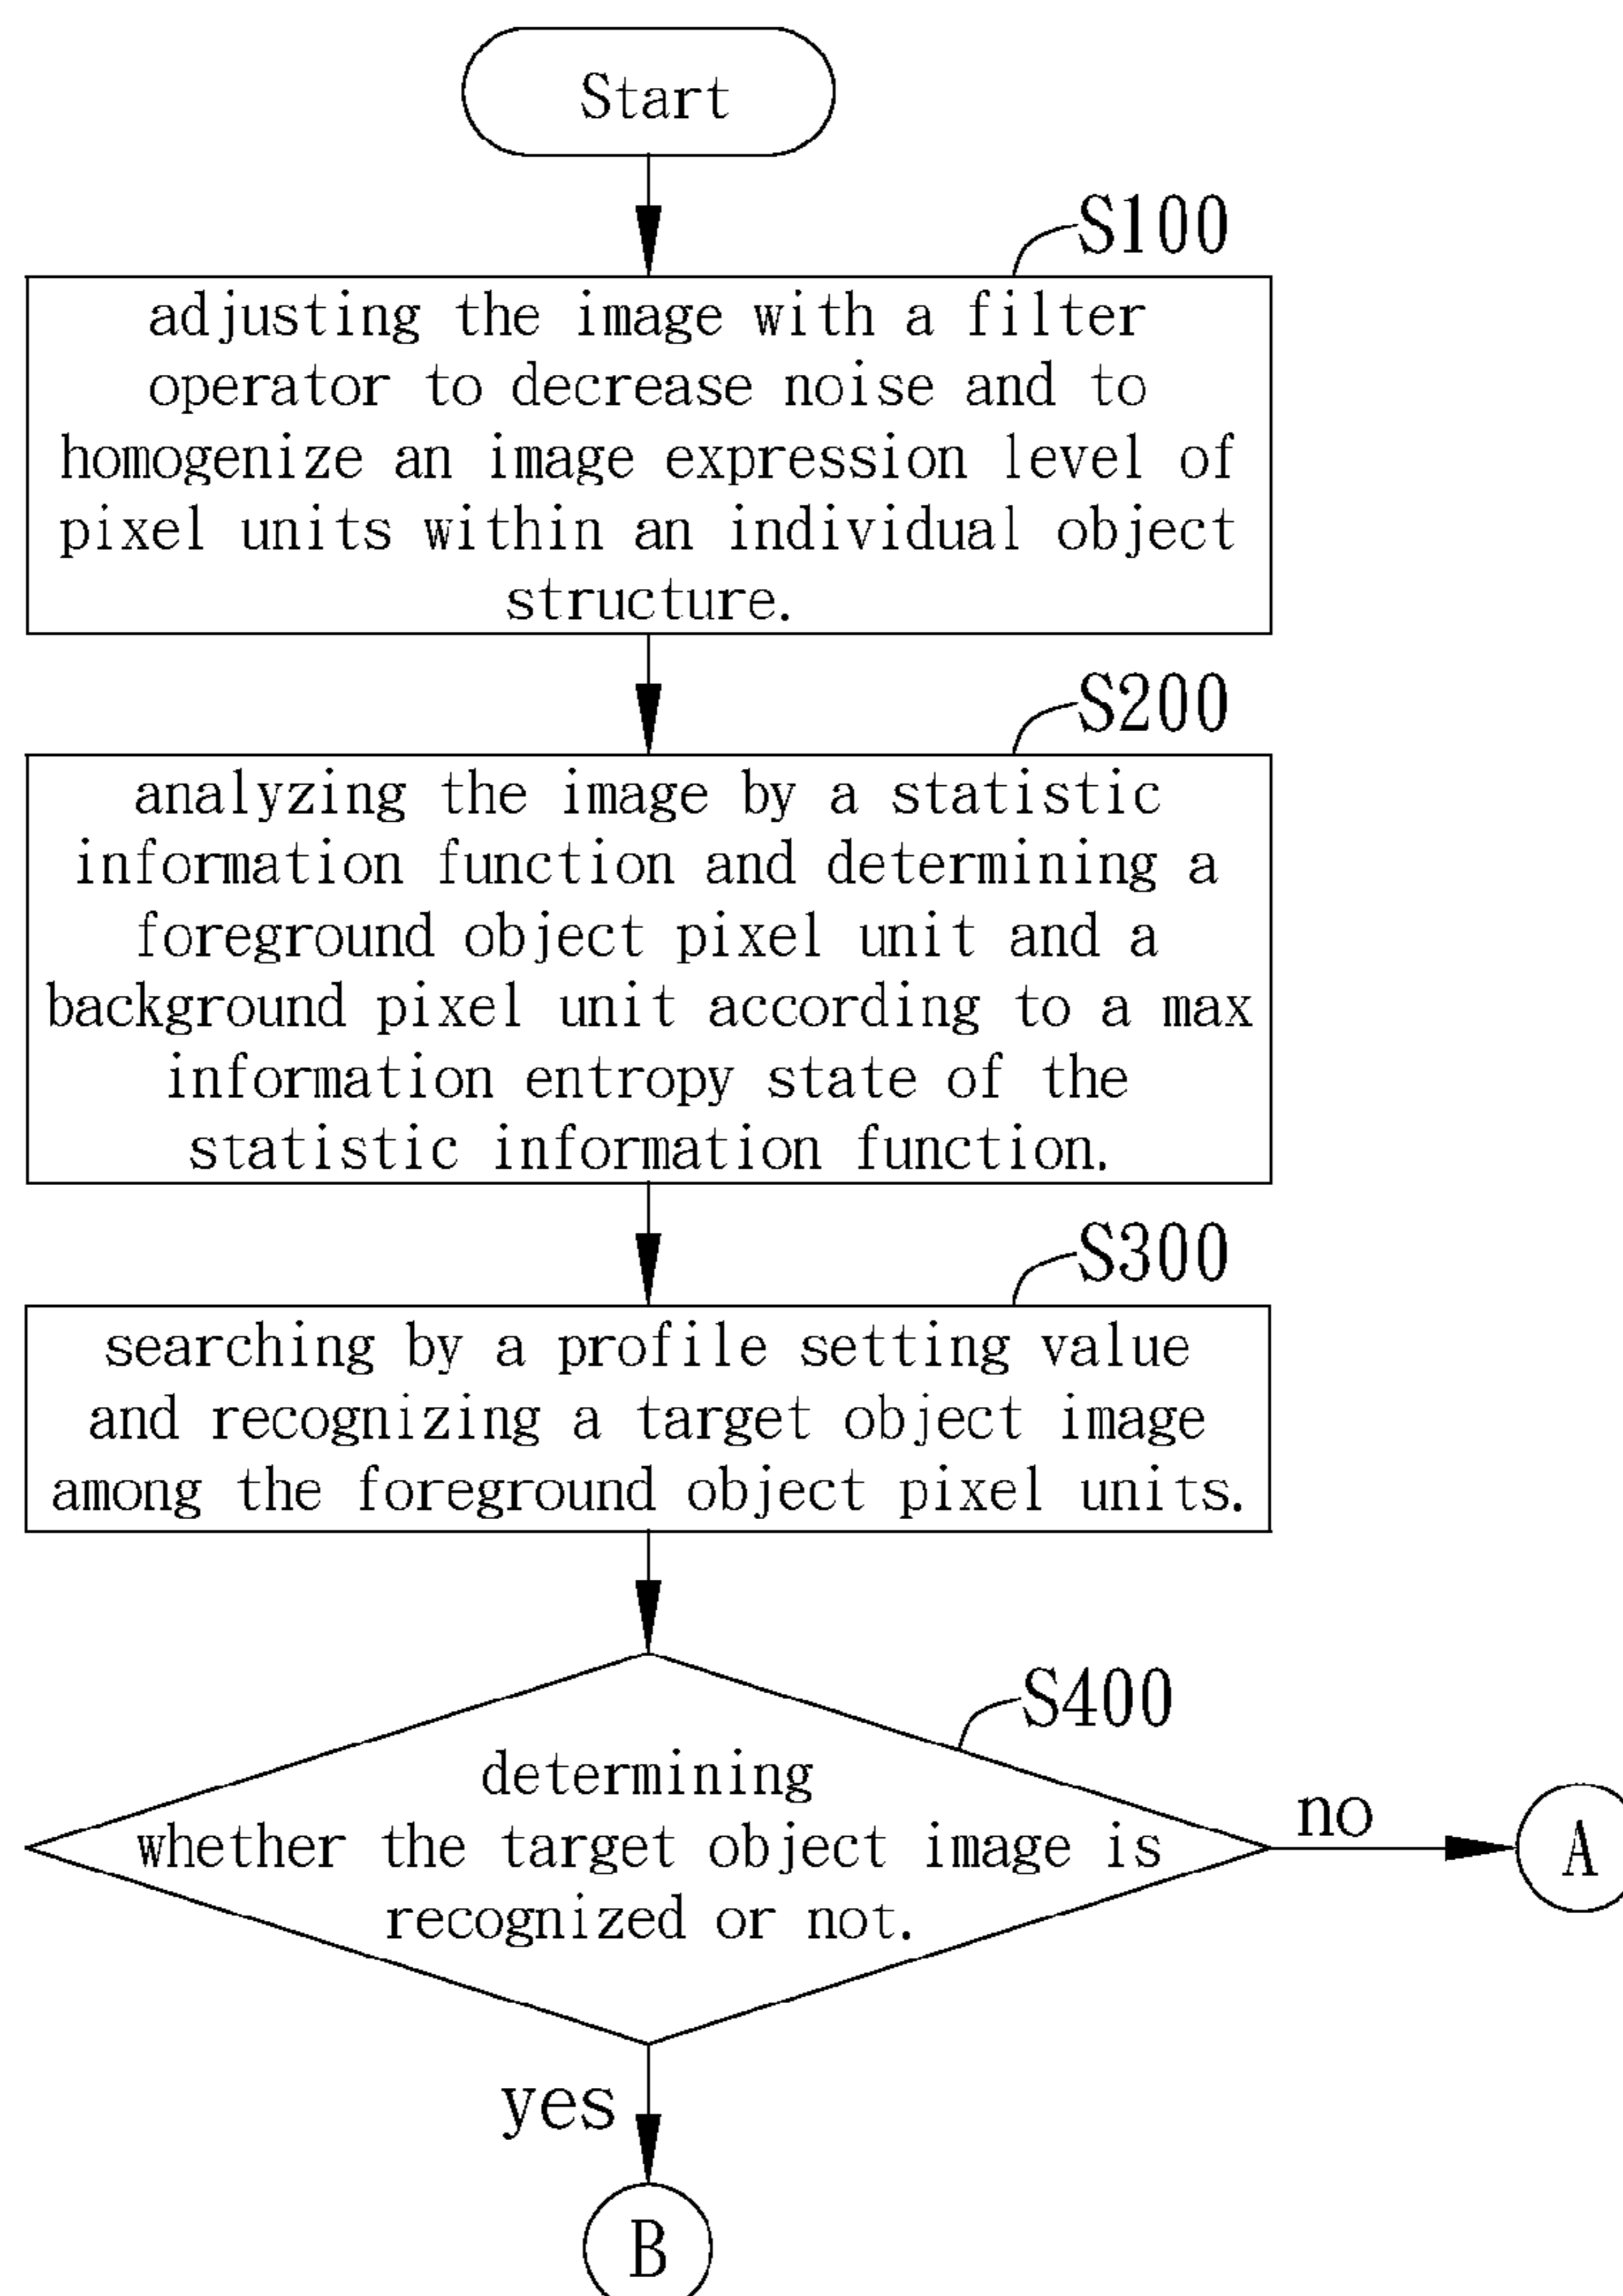 Start
S100
adjusting the image with a filter
operator to decrease noise and to
homogenize an image expression level of
pixel units within an individual object
structure.
S200
analyzing the image by a statistic
information function and determining a
foreground object pixel unit and a
background pixel unit according to a max
information entropy state of the
statistic information function.
S300
searching by a profile setting value
and recognizing a target object image
among the foreground object pixel units.
S400
determining
whether the target object image is
recognized or not.
no
A
yes
B